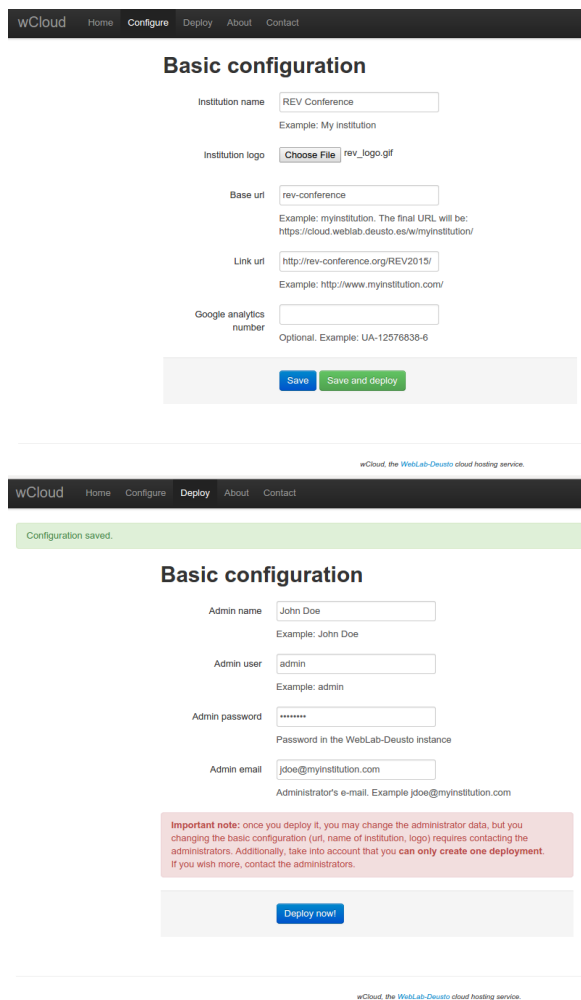 wCloud Home Configure Deploy About Contact
Basic configuration
Institution name REV Conference
Example: My institution
Institution logo Choose File rev_logo.gif
Base url rev-conference
Example: myinstitution. The final URL will be:
https://cloud.weblab.deusto.es/w/myinstitution/
Link url http://rev-conference.org/REV2015/
Example: http://www.myinstitution.com/
Google analytics
number
Optional. Example: UA-12576838-6
Save Save and deploy
wCloud, the WebLab-Deusto cloud hosting service.
wCloud Home Configure Deploy About Contact
Configuration saved.
Basic configuration
Admin name John Doe
Example: John Doe
Admin user admin
Example: admin
Admin password ••••••••
Password in the WebLab-Deusto instance
Admin email jdoe@myinstitution.com
Administrator's e-mail. Example jdoe@myinstitution.com
Important note: once you deploy it, you may change the administrator data, but you
changing the basic configuration (url, name of institution, logo) requires contacting the
administrators. Additionally, take into account that you can only create one deployment.
If you wish more, contact the administrators.
Deploy now!
wCloud, the WebLab-Deusto cloud hosting service.